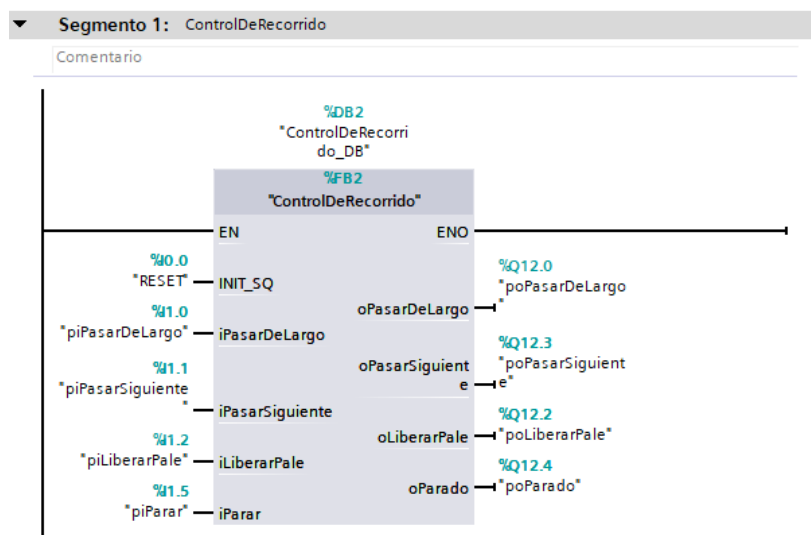 Segmento 1: ControlDeRecorrido
Comentario
%DB2
"ControlDeRecorri
do_DB"
%FB2
"ControlDeRecorrido"
EN ENO
%I0.0
"RESET" INIT_SQ
%I1.0
"piPasarDeLargo" iPasarDeLargo
%I1.1
"piPasarSiguiente
" iPasarSiguiente
%I1.2
"piLiberarPale" iLiberarPale
%I1.5
"piParar" iParar
%Q12.0
"poPasarDeLargo
oPasarDeLargo "
%Q12.3
oPasarSiguient "poPasarSiguient
e e"
%Q12.2
oLiberarPale "poLiberarPale"
%Q12.4
oParado "poParado"